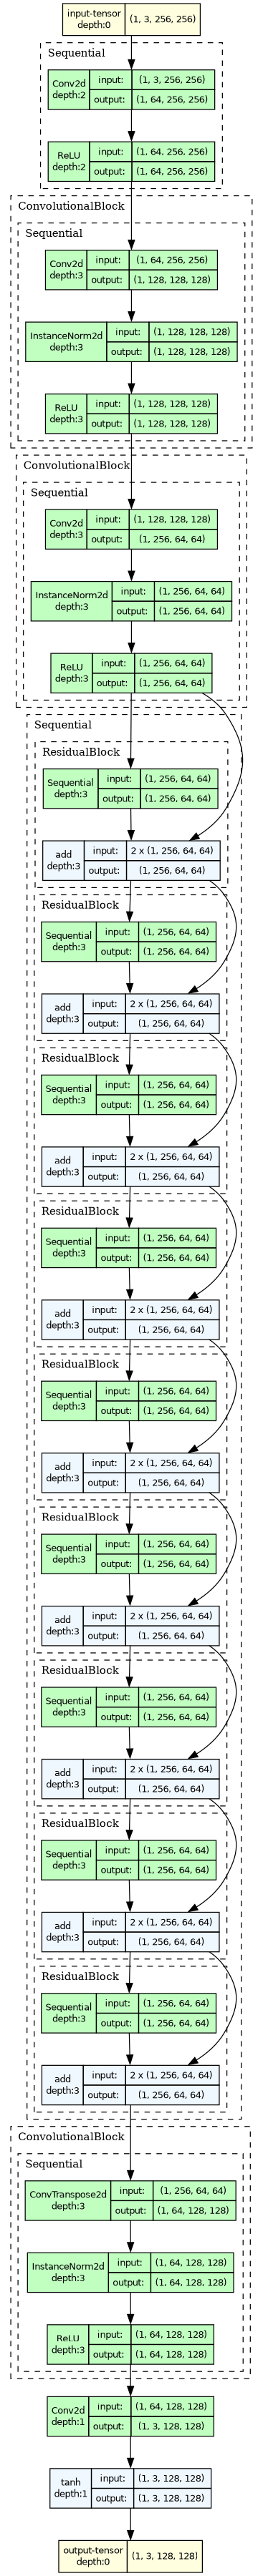 input-tensor
depth:0
(1, 3, 256, 256)
Sequential
Conv2d
depth:2
input:
(1, 3, 256, 256)
output:
(1, 64, 256, 256)
ReLU
depth:2
input:
(1, 64, 256, 256)
output:
(1, 64, 256, 256)
ConvolutionalBlock
Sequential
Conv2d
depth:3
input:
(1, 64, 256, 256)
output:
(1, 128, 128, 128)
InstanceNorm2d
depth:3
input:
(1, 128, 128, 128)
output:
(1, 128, 128, 128)
ReLU
depth:3
input:
(1, 128, 128, 128)
output:
(1, 128, 128, 128)
ConvolutionalBlock
Sequential
Conv2d
depth:3
input:
(1, 128, 128, 128)
output:
(1, 256, 64, 64)
InstanceNorm2d
depth:3
input:
(1, 256, 64, 64)
output:
(1, 256, 64, 64)
ReLU
depth:3
input:
(1, 256, 64, 64)
output:
(1, 256, 64, 64)
Sequential
ResidualBlock
Sequential
depth:3
input:
(1, 256, 64, 64)
output:
(1, 256, 64, 64)
add
depth:3
input:
2 x (1, 256, 64, 64)
output:
(1, 256, 64, 64)
ResidualBlock
Sequential
depth:3
input:
(1, 256, 64, 64)
output:
(1, 256, 64, 64)
add
depth:3
input:
2 x (1, 256, 64, 64)
output:
(1, 256, 64, 64)
ResidualBlock
Sequential
depth:3
input:
(1, 256, 64, 64)
output:
(1, 256, 64, 64)
add
depth:3
input:
2 x (1, 256, 64, 64)
output:
(1, 256, 64, 64)
ResidualBlock
Sequential
depth:3
input:
(1, 256, 64, 64)
output:
(1, 256, 64, 64)
add
depth:3
input:
2 x (1, 256, 64, 64)
output:
(1, 256, 64, 64)
ResidualBlock
Sequential
depth:3
input:
(1, 256, 64, 64)
output:
(1, 256, 64, 64)
add
depth:3
input:
2 x (1, 256, 64, 64)
output:
(1, 256, 64, 64)
ResidualBlock
Sequential
depth:3
input:
(1, 256, 64, 64)
output:
(1, 256, 64, 64)
add
depth:3
input:
2 x (1, 256, 64, 64)
output:
(1, 256, 64, 64)
ResidualBlock
Sequential
depth:3
input:
(1, 256, 64, 64)
output:
(1, 256, 64, 64)
add
depth:3
input:
2 x (1, 256, 64, 64)
output:
(1, 256, 64, 64)
ResidualBlock
Sequential
depth:3
input:
(1, 256, 64, 64)
output:
(1, 256, 64, 64)
add
depth:3
input:
2 x (1, 256, 64, 64)
output:
(1, 256, 64, 64)
ResidualBlock
Sequential
depth:3
input:
(1, 256, 64, 64)
output:
(1, 256, 64, 64)
add
depth:3
input:
2 x (1, 256, 64, 64)
output:
(1, 256, 64, 64)
ConvolutionalBlock
Sequential
ConvTranspose2d
depth:3
input:
(1, 256, 64, 64)
output:
(1, 64, 128, 128)
InstanceNorm2d
depth:3
input:
(1, 64, 128, 128)
output:
(1, 64, 128, 128)
ReLU
depth:3
input:
(1, 64, 128, 128)
output:
(1, 64, 128, 128)
Conv2d
depth:1
input:
(1, 64, 128, 128)
output:
(1, 3, 128, 128)
tanh
depth:1
input:
(1, 3, 128, 128)
output:
(1, 3, 128, 128)
output-tensor
depth:0
(1, 3, 128, 128)